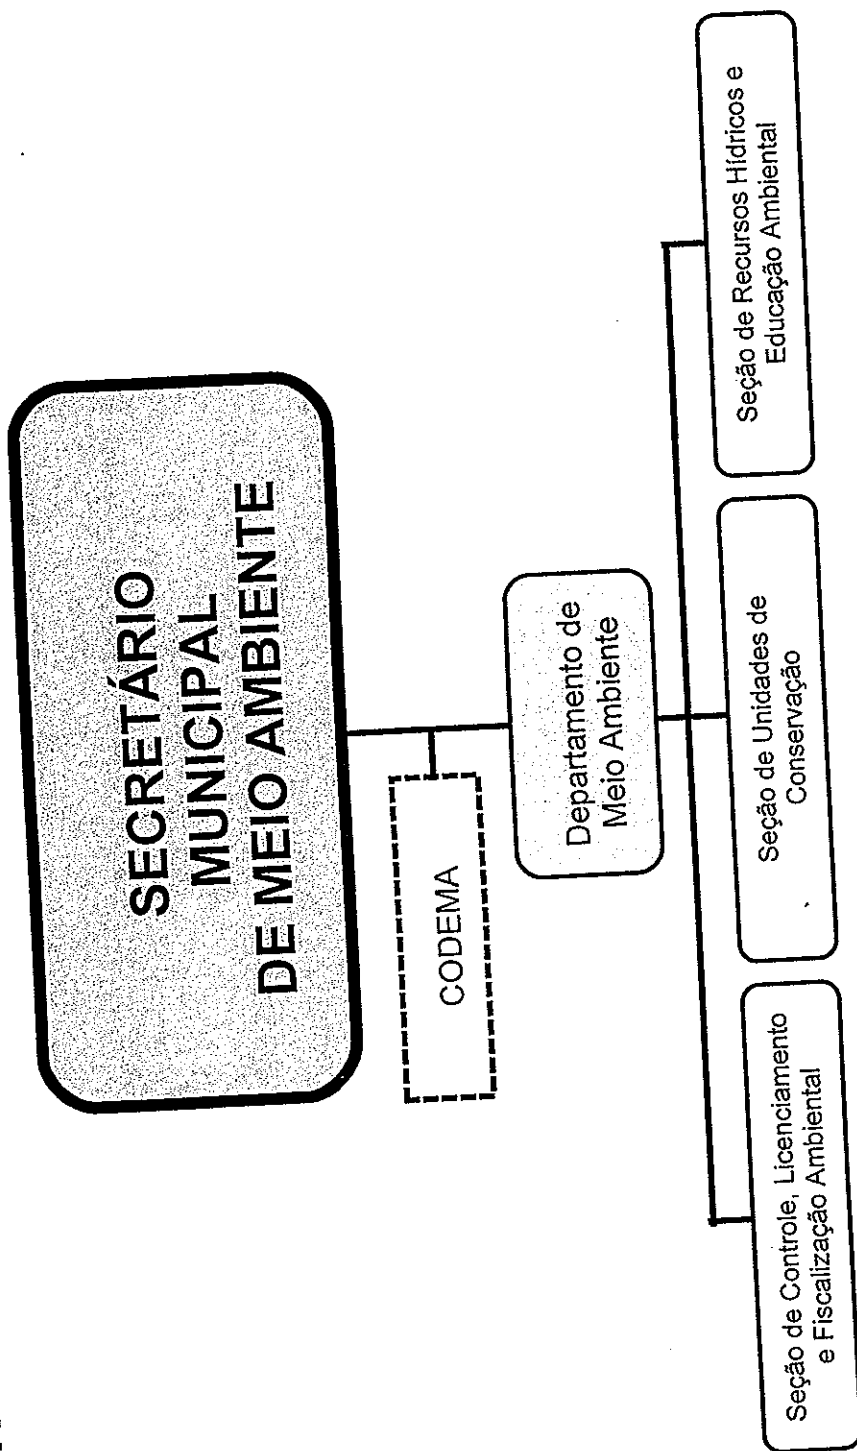 SECRETÁRIO
MUNICIPAL
DE MEIO AMBIENTE
CODEMA
Departamento de
Meio Ambiente
Seção de Controle, Licenciamento
e Fiscalização Ambiental
Seção de Unidades de
Conservação
Seção de Recursos Hídricos e
Educação Ambiental